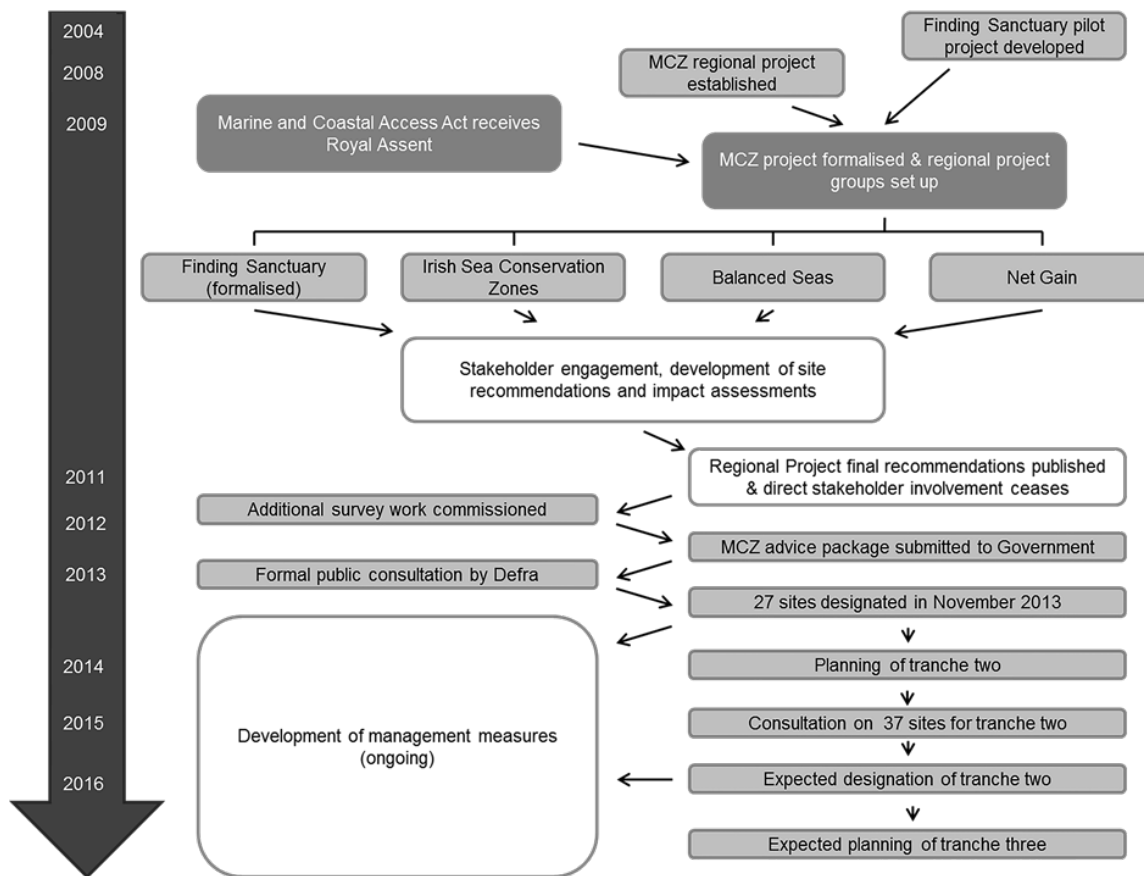 2004
Finding Sanctuary pilot
project developed
2008
MCZ regional project
established
2009
Marine and Coastal Access Act receives
Royal Assent
MCZ project formalised & regional project
groups set up
Finding Sanctuary
(formalised)
Irish Sea Conservation
Zones
Balanced Seas
Net Gain
Stakeholder engagement, development of site
recommendations and impact assessments
2011
Regional Project final recommendations published
& direct stakeholder involvement ceases
Additional survey work commissioned
2012
MCZ advice package submitted to Government
2013
Formal public consultation by Defra
27 sites designated in November 2013
2014
Planning of tranche two
2015
Consultation on 37 sites for tranche two
Development of management measures
(ongoing)
2016
Expected designation of tranche two
Expected planning of tranche three